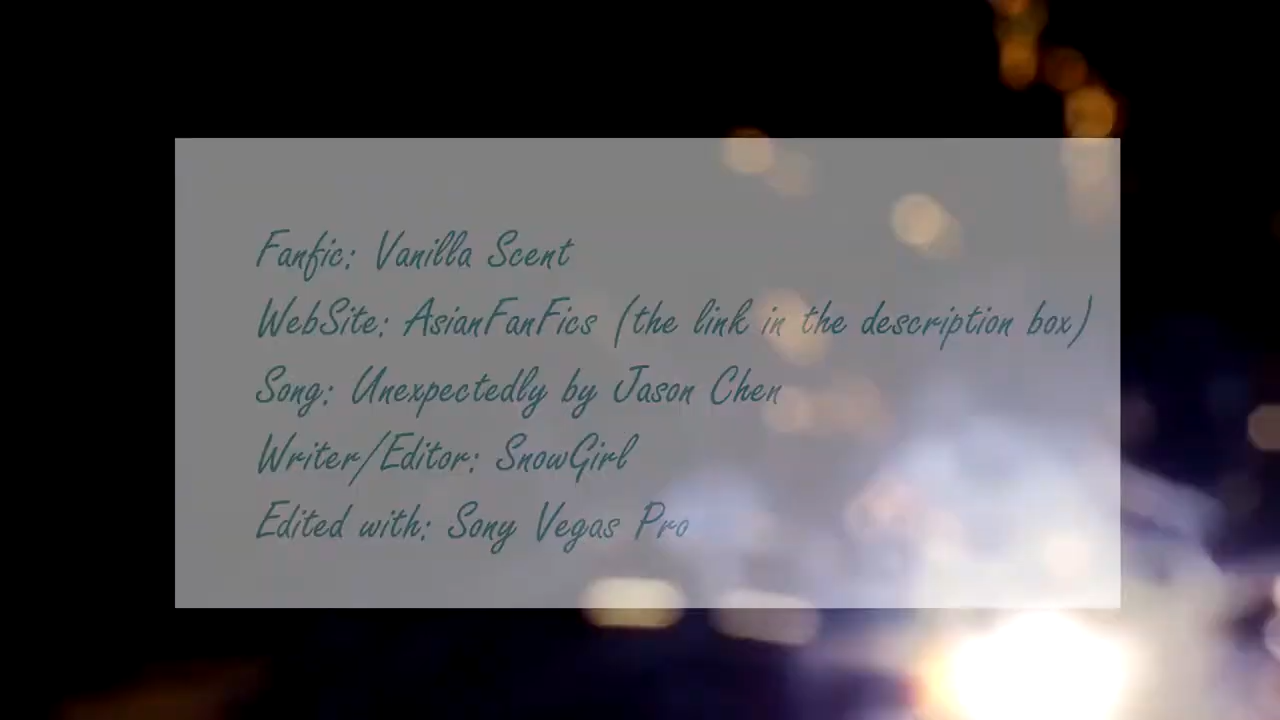 Fanfic: Vanilla Scent
WebSite: AsianFanFics (the link in the description box)
Song: Unexpectedly by Jason Chen
Writer/Editor: SnowGirl
Edited with: Sony Vegas Pro